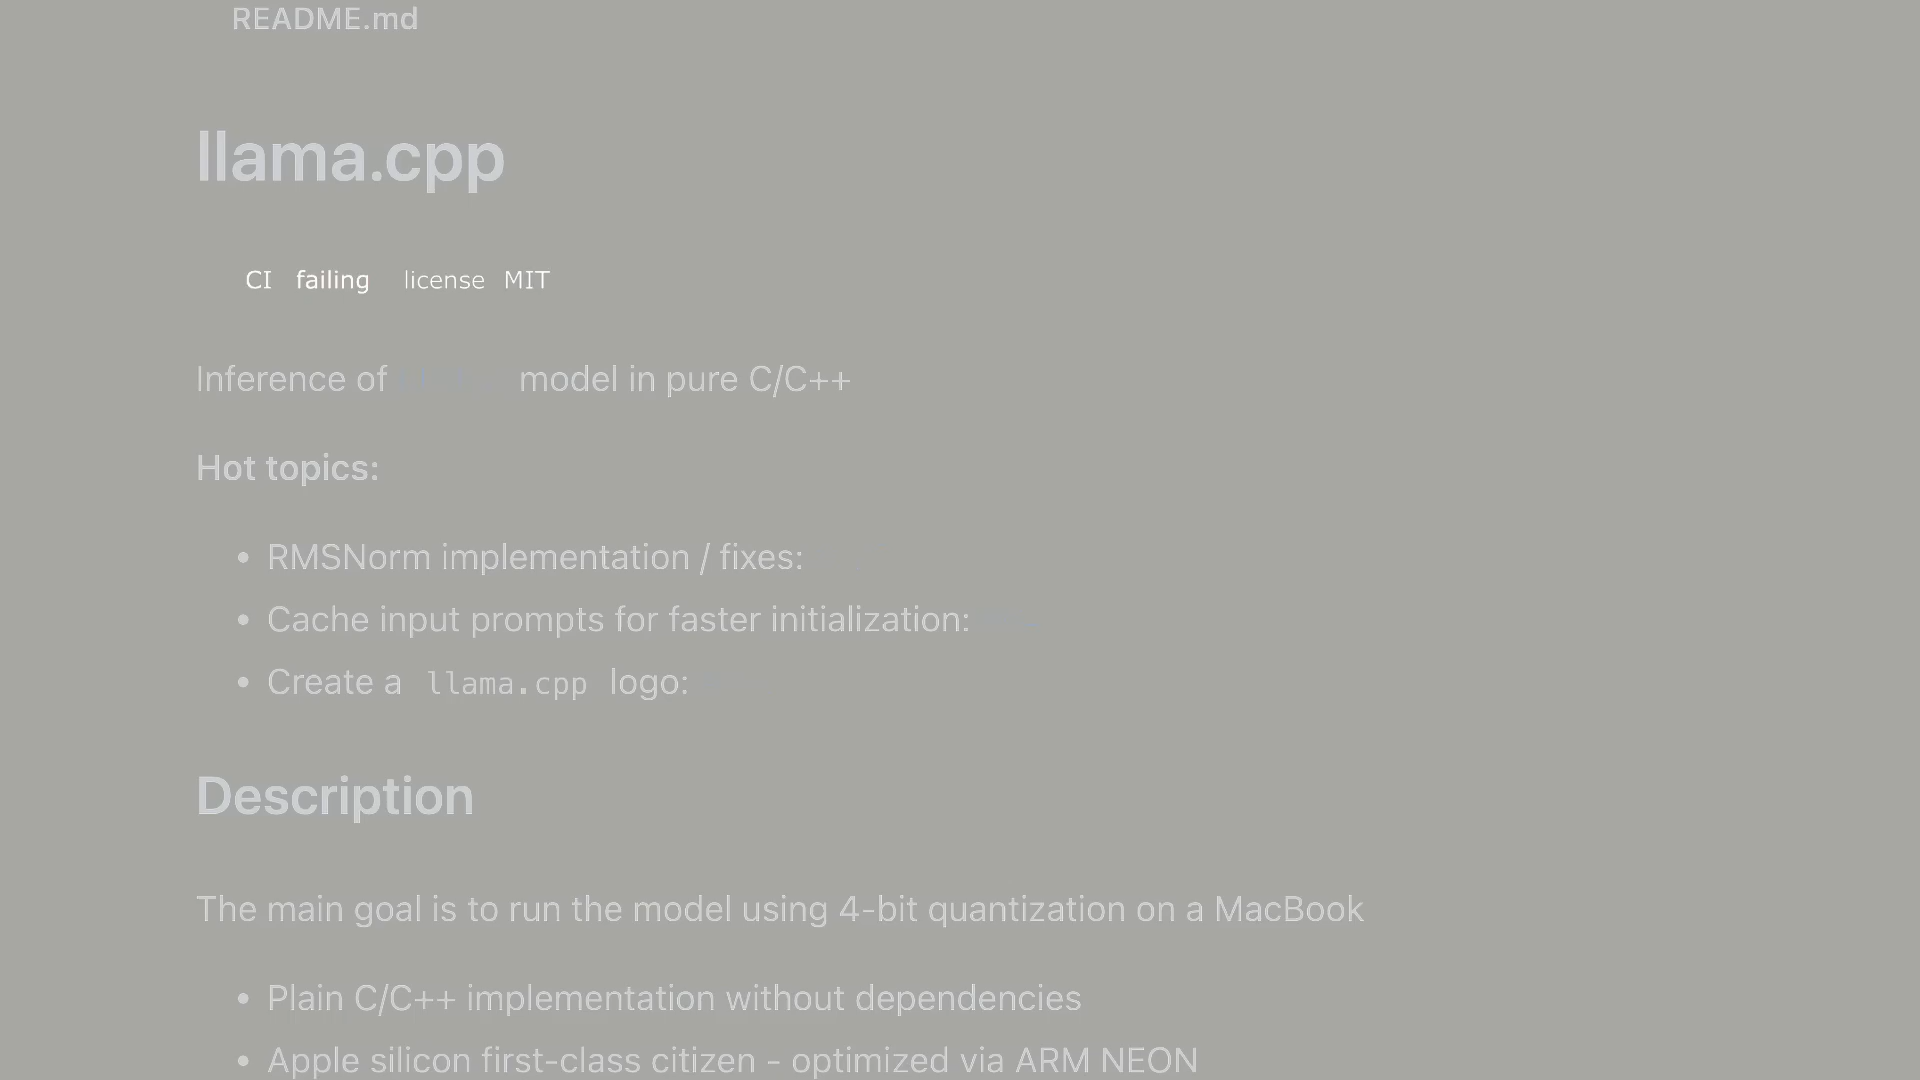 README.md
llama.cpp
CI failing license MIT
Inference of model in pure C/C++
Hot topics:
• RMSNorm implementation / fixes:
• Cache input prompts for faster initialization:
• Create a llama.cpp logo:
Description
The main goal is to run the model using 4-bit quantization on a MacBook
• Plain C/C++ implementation without dependencies
• Apple silicon first-class citizen - optimized via ARM NEON